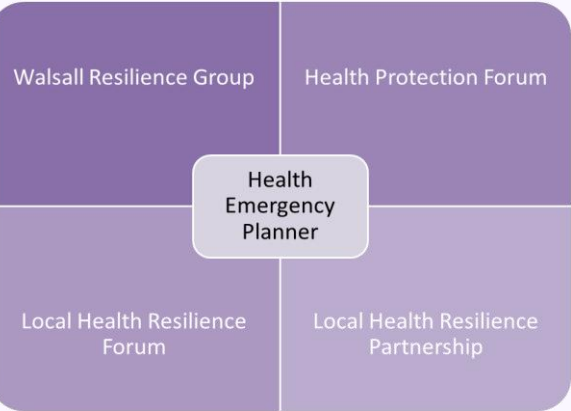 Walsall Resilience Group
Health Protection Forum
Health
Emergency
Planner
Local Health Resilience
Forum
Local Health Resilience
Partnership